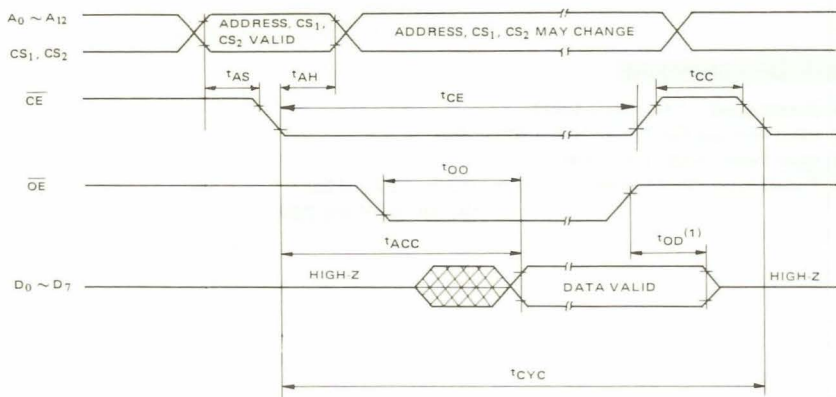 A0 ~ A12
ADDRESS, CS1,
CS2 VALID
ADDRESS, CS1, CS2 MAY CHANGE
CS1, CS2
tAS
tAH
CE
tCE
tCC
OE
tOO
tOD(1)
tACC
D0 ~ D7
HIGH-Z
DATA VALID
HIGH-Z
tCYC